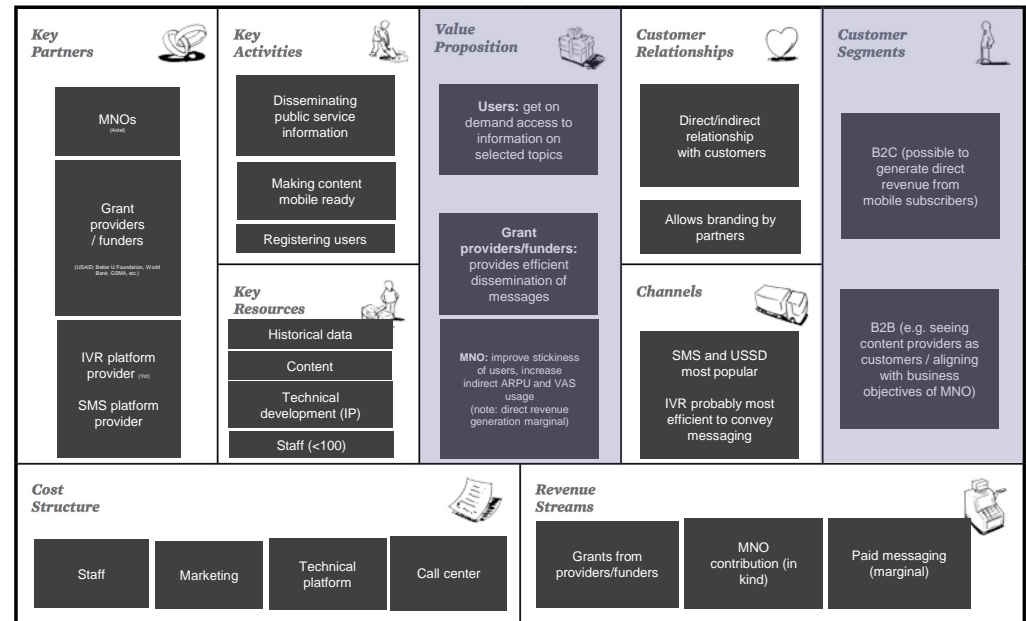 Key
Partners
MNOs
(Airtel)
Grant
providers
/ funders
(USAID; Better U Foundation, World
Bank, GSMA, etc.)
IVR platform
provider (Yo!)
SMS platform
provider
Key
Activities
Disseminating
public service
information
Making content
mobile ready
Registering users
Key
Resources
Historical data
Content
Technical
development (IP)
Staff (<100)
Value
Proposition
Users: get on
demand access to
information on
selected topics
Grant
providers/funders:
provides efficient
dissemination of
messages
MNO: improve stickiness
of users, increase
indirect ARPU and VAS
usage
(note: direct revenue
generation marginal)
Customer
Relationships
Direct/indirect
relationship
with customers
Allows branding by
partners
Channels
SMS and USSD
most popular
IVR probably most
efficient to convey
messaging
Customer
Segments
B2C (possible to
generate direct
revenue from
mobile subscribers)
B2B (e.g. seeing
content providers as
customers / aligning
with business
objectives of MNO)
Cost
Structure
Staff
Marketing
Technical
platform
Call center
Revenue
Streams
Grants from
providers/funders
MNO
contribution (in
kind)
Paid messaging
(marginal)